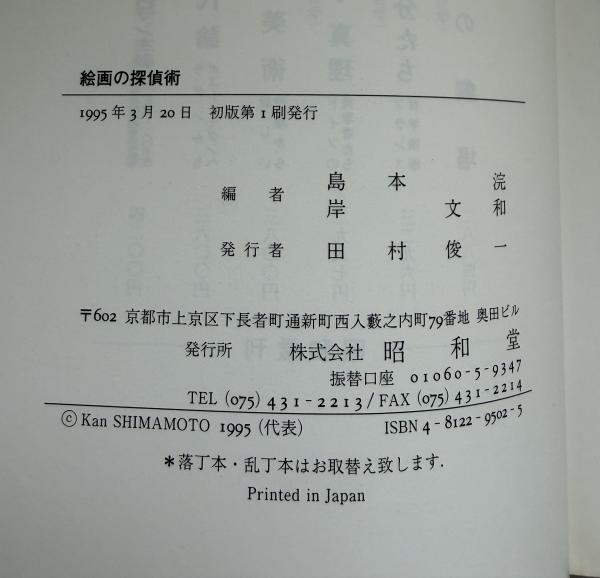 絵画の探偵術
1995年3月20日 初版第1刷発行
編者 島本 浣
岸 文和
発行者 田村俊一
〒602 京都市上京区下長者町通新町西入藪之内町79番地 奥田ビル
発行所 株式会社 昭和堂
振替口座 01060-5-9347
TEL (075) 431-2213/FAX (075) 431-2214
© Kan SHIMAMOTO 1995 (代表) ISBN 4-8122-9502-5
*落丁本・乱丁本はお取替え致します.
Printed in Japan